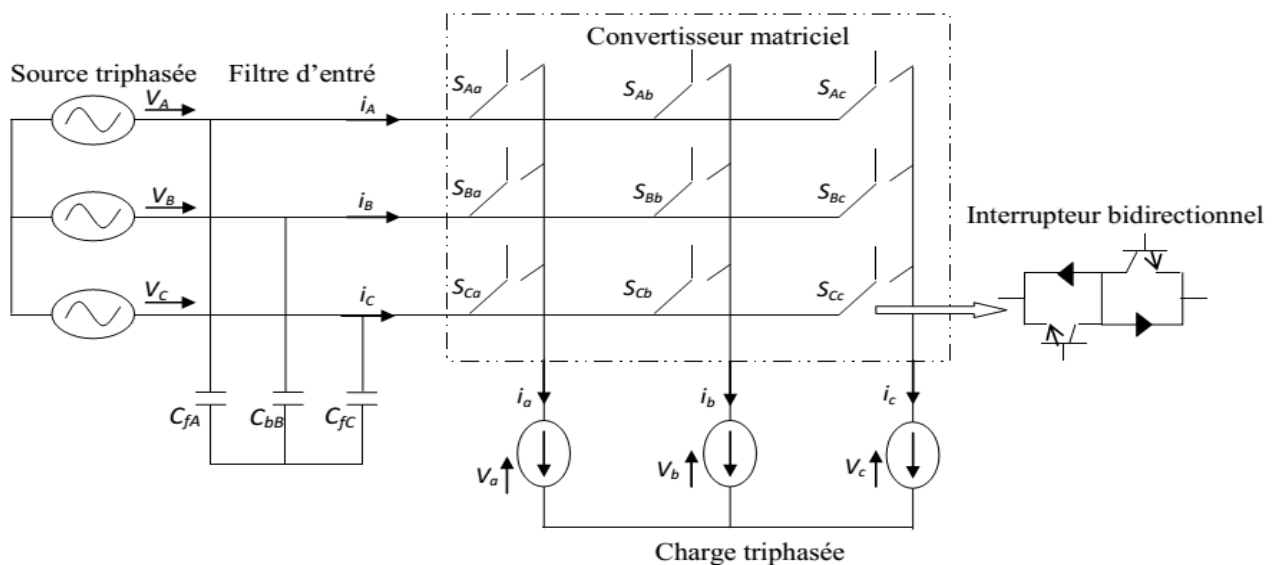 Convertisseur matriciel
Source triphasée
Filtre d'entré
V_A
i_A
S_Aa
S_Ab
S_Ac
V_B
i_B
S_Ba
S_Bb
S_Bc
Interrupteur bidirectionnel
V_C
i_C
S_Ca
S_Cb
S_Cc
C_fA
C_bB
C_fC
i_a
i_b
i_c
V_a
V_b
V_c
Charge triphasée